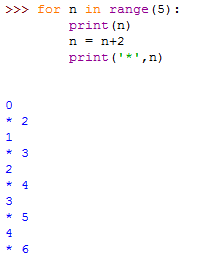 >>> for n in range(5):
        print(n)
        n = n+2
        print('*',n)
0
* 2
1
* 3
2
* 4
3
* 5
4
* 6